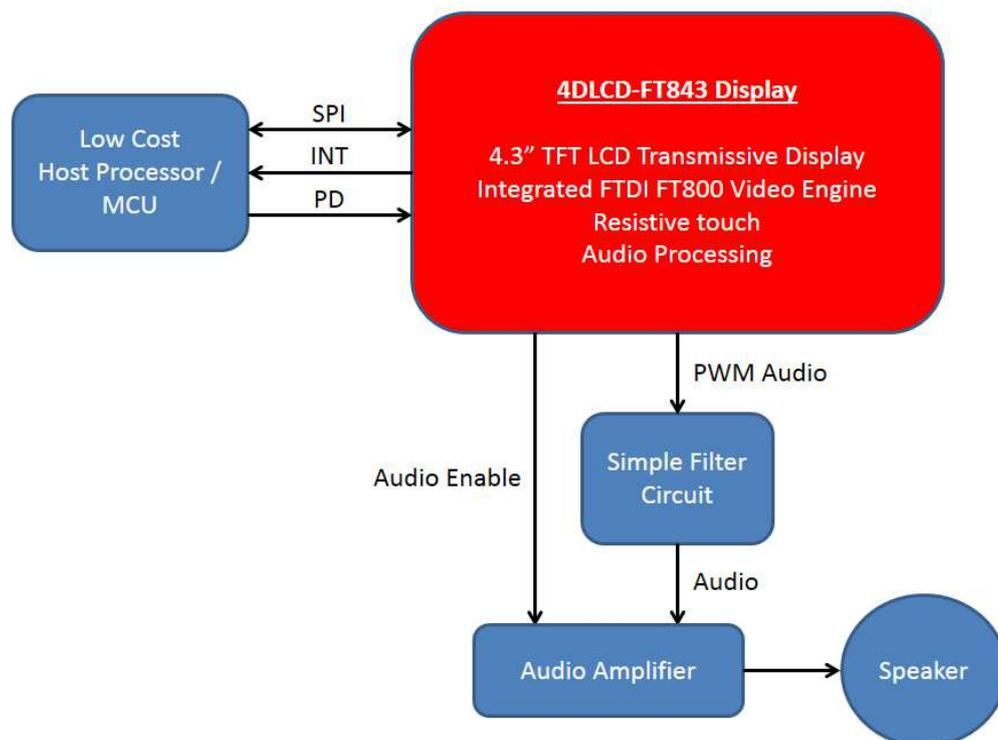 4DLCD-FT843 Display
4.3” TFT LCD Transmissive Display
Integrated FTDI FT800 Video Engine
Resistive touch
Audio Processing
Low Cost
Host Processor /
MCU
SPI
INT
PD
PWM Audio
Audio Enable
Simple Filter
Circuit
Audio
Audio Amplifier
Speaker